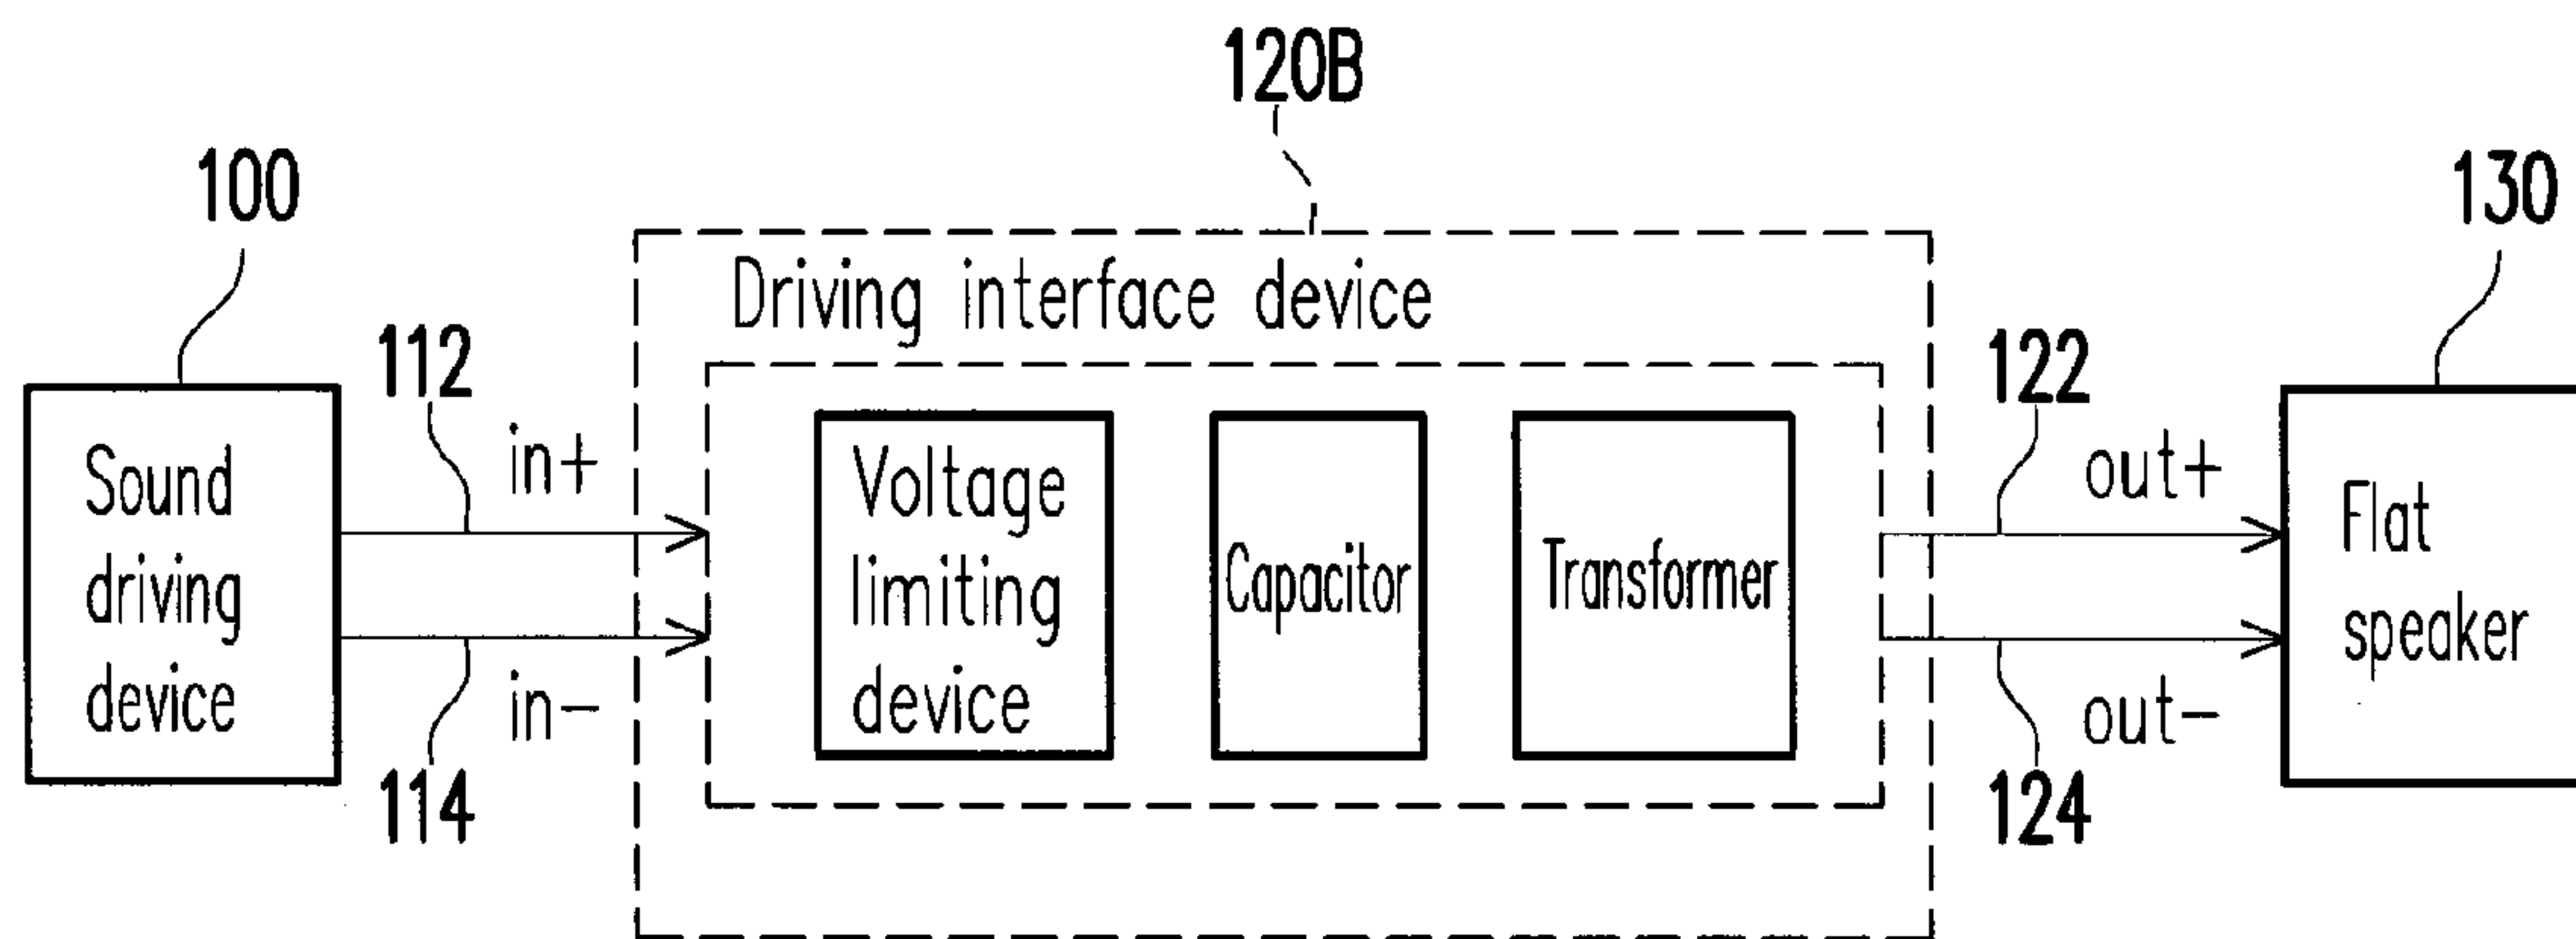 120B
100
130
Driving interface device
112
122
in+
out+
Sound
driving
device
Voltage
limiting
device
Capacitor
Transformer
Flat
speaker
in-
out-
114
124